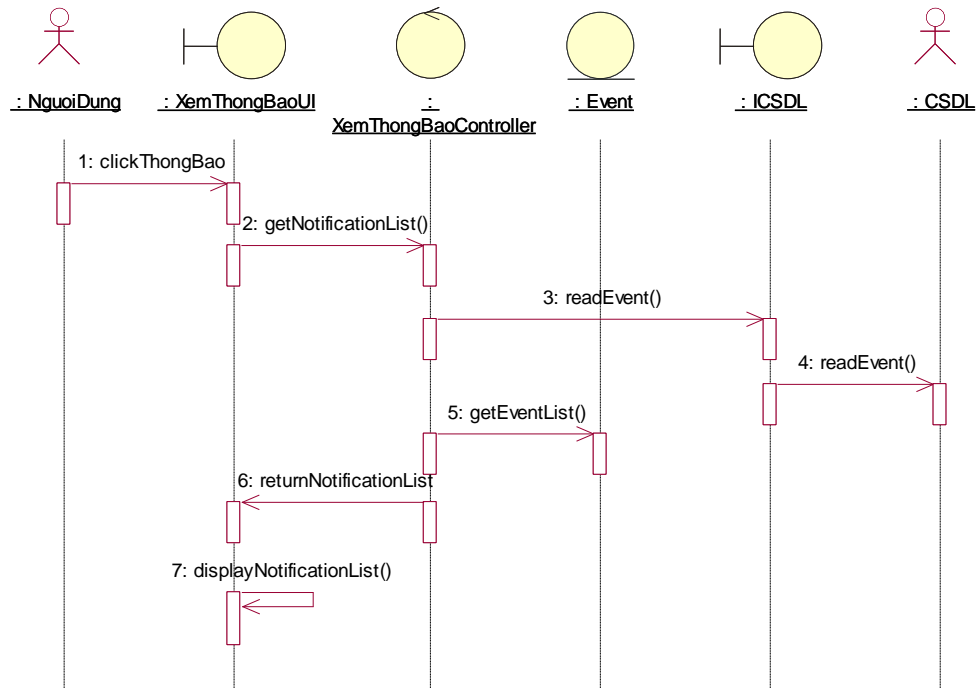 : NguoiDung
: XemThongBaoUI
:
XemThongBaoController
: Event
: ICSDL
: CSDL
1: clickThongBao
2: getNotificationList()
3: readEvent()
4: readEvent()
5: getEventList()
6: returnNotificationList
7: displayNotificationList()